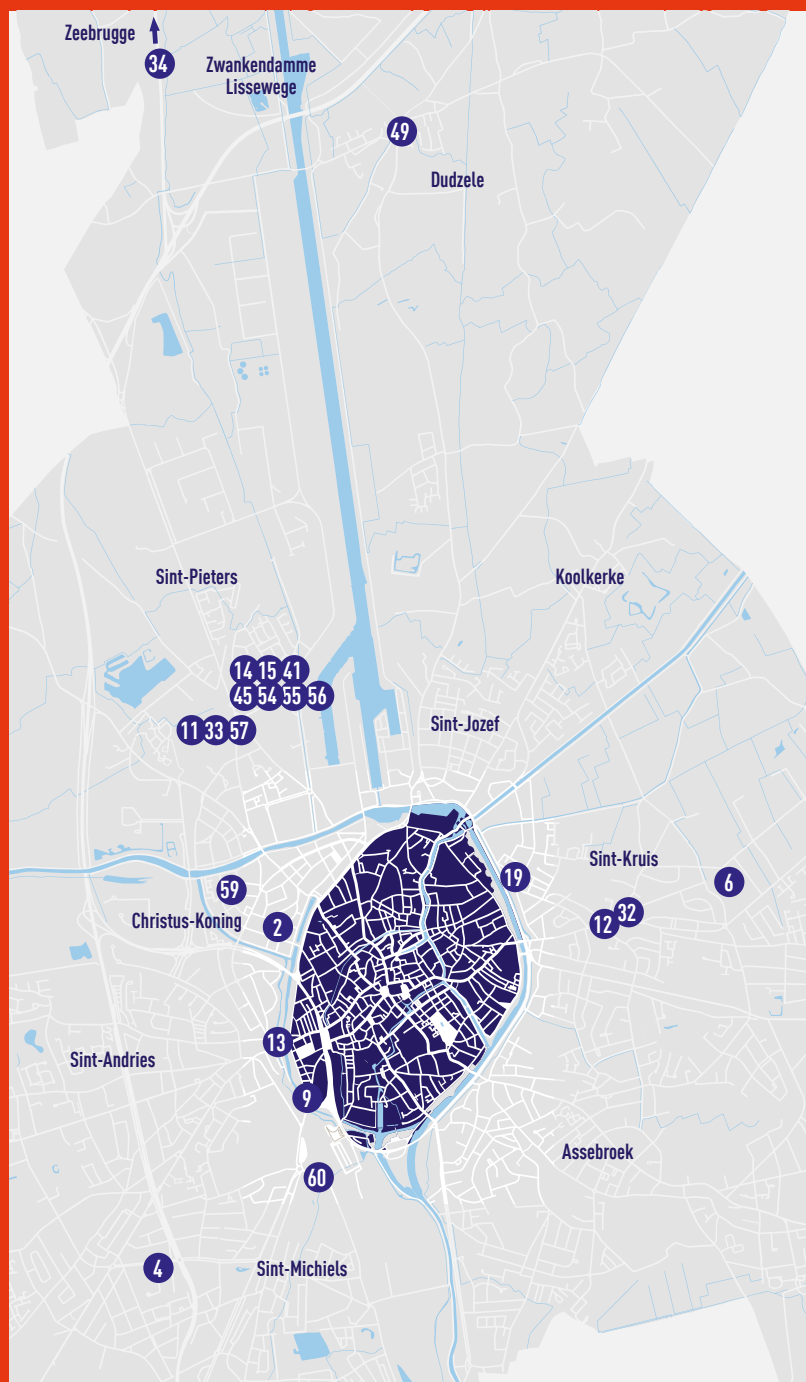 Zeebrugge
34
Zwankendamme
Lissewege
49
Dudzele
Sint-Pieters
Koolkerke
14 15 41
45 54 55 56
11 33 57
Sint-Jozef
Sint-Kruis
19
6
59
2
12 32
Christus-Koning
13
Sint-Andries
9
Assebroek
60
4
Sint-Michiels